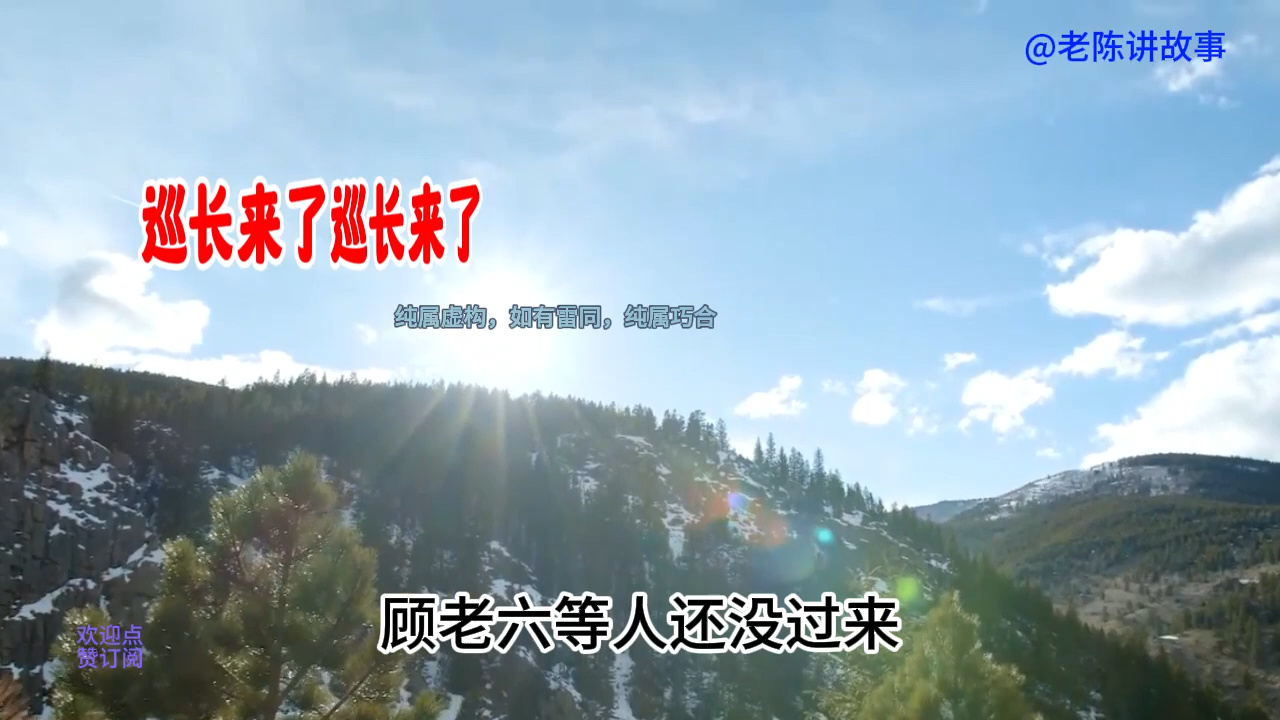 @老陈讲故事
巡长来了巡长来了
纯属虚构，如有雷同，纯属巧合
顾老六等人还没过来
欢迎点
赞订阅